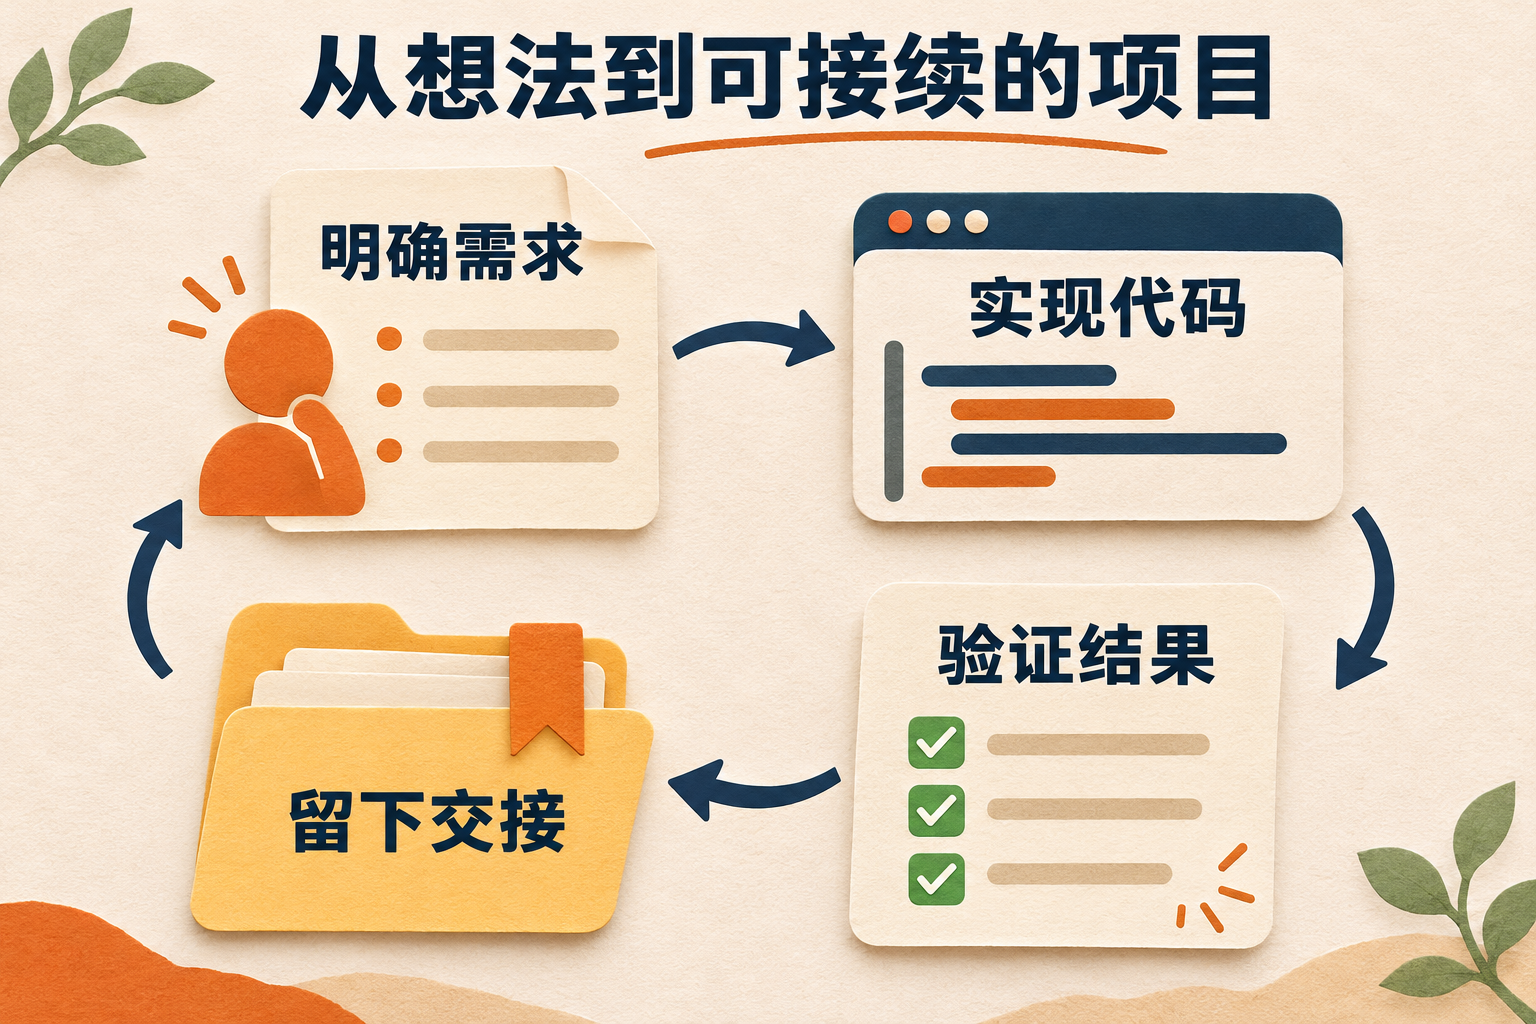 从想法到可接续的项目
明确需求
实现代码
验证结果
留下交接